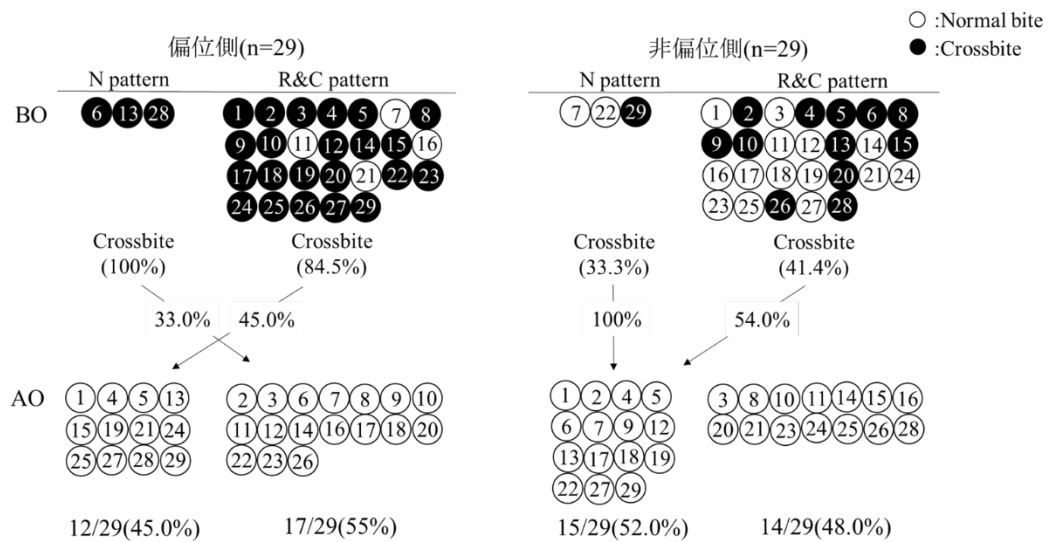 ○ :Normal bite
● :Crossbite
偏位側(n=29)
非偏位側(n=29)
N pattern R&C pattern
N pattern R&C pattern
BO
6 13 28
1 2 3 4 5 7 8
9 10 11 12 14 15 16
17 18 19 20 21 22 23
24 25 26 27 29
7 22 29
1 2 3 4 5 6 8
9 10 11 12 13 14 15
16 17 18 19 20 21 24
23 25 26 27 28
Crossbite
(100%)
Crossbite
(84.5%)
Crossbite
(33.3%)
Crossbite
(41.4%)
33.0% 45.0%
100% 54.0%
AO
1 4 5 13
15 19 21 24
25 27 28 29
2 3 6 7 8 9 10
11 12 14 16 17 18 20
22 23 26
1 2 4 5
6 7 9 12
13 17 18 19
22 27 29
3 8 10 11 14 15 16
20 21 23 24 25 26 28
12/29(45.0%) 17/29(55%)
15/29(52.0%) 14/29(48.0%)